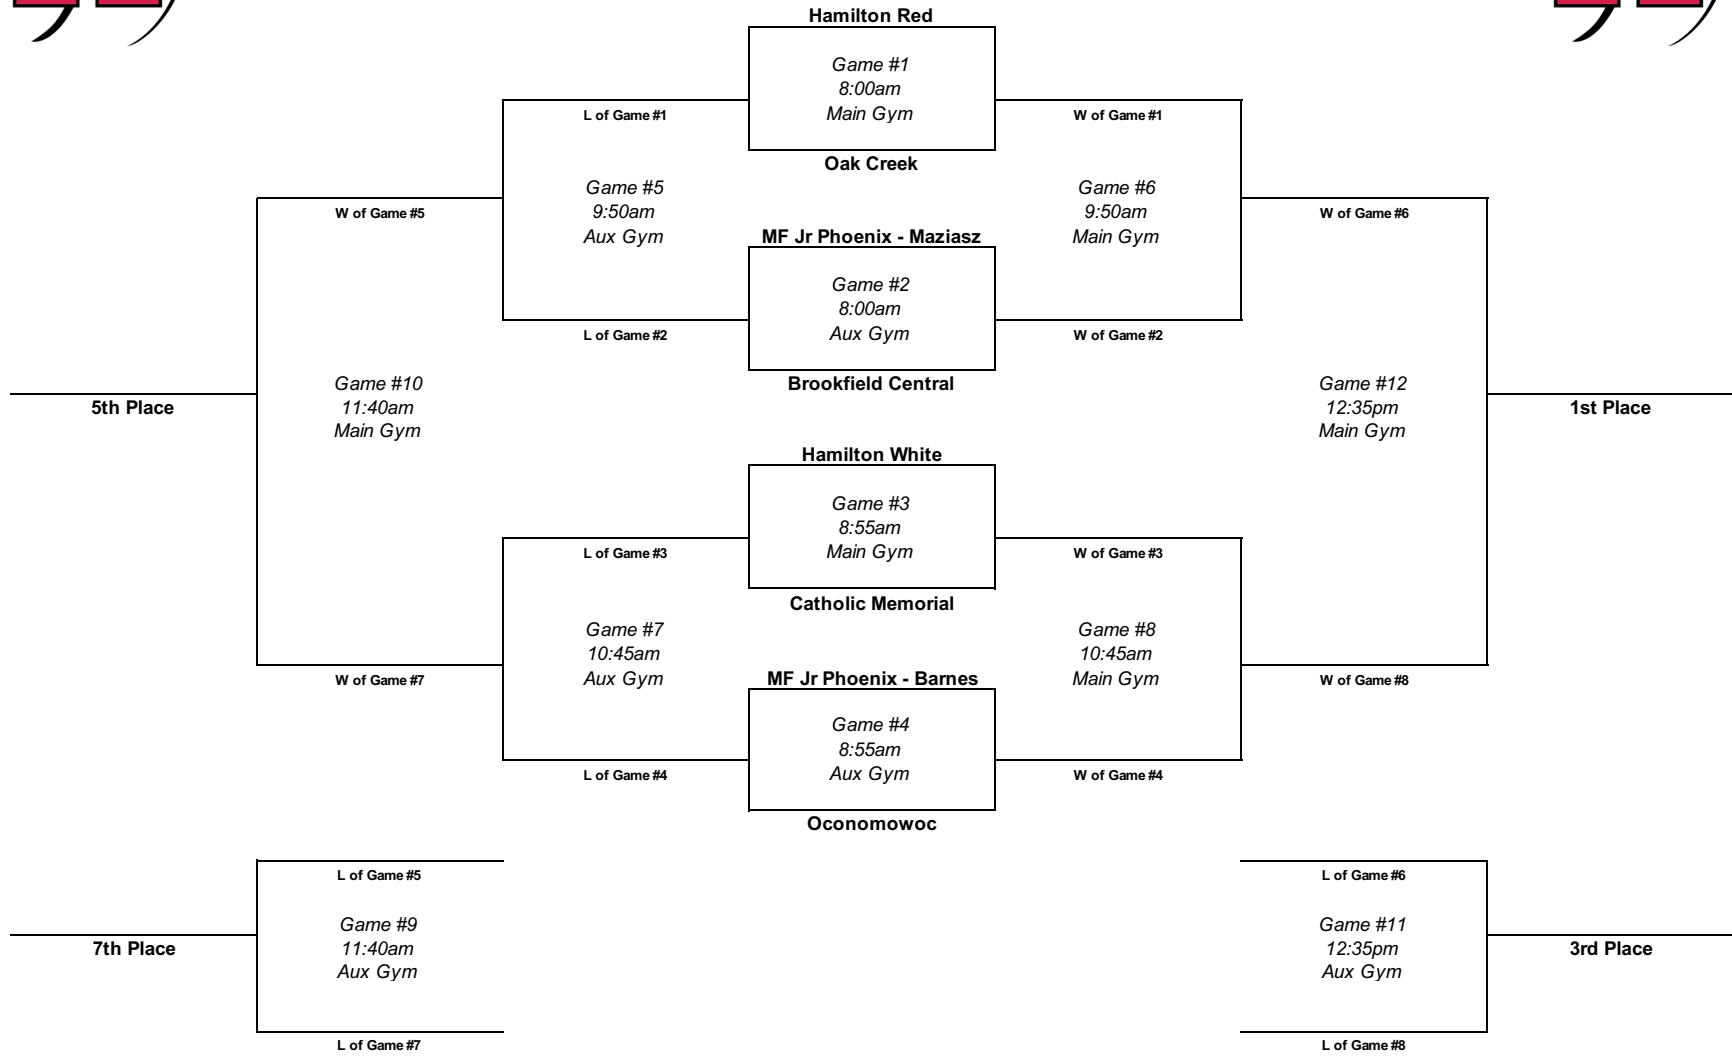 Hamilton Red
Game #1
8:00am
Main Gym
L of Game #1
W of Game #1
Oak Creek
Game #5
9:50am
Aux Gym
Game #6
9:50am
Main Gym
W of Game #5
W of Game #6
MF Jr Phoenix - Maziasz
Game #2
8:00am
Aux Gym
L of Game #2
W of Game #2
Brookfield Central
Game #10
11:40am
Main Gym
Game #12
12:35pm
Main Gym
5th Place
1st Place
Hamilton White
Game #3
8:55am
Main Gym
L of Game #3
W of Game #3
Catholic Memorial
Game #7
10:45am
Aux Gym
Game #8
10:45am
Main Gym
W of Game #7
W of Game #8
MF Jr Phoenix - Barnes
Game #4
8:55am
Aux Gym
L of Game #4
W of Game #4
Oconomowoc
L of Game #5
L of Game #6
Game #9
11:40am
Aux Gym
Game #11
12:35pm
Aux Gym
7th Place
3rd Place
L of Game #7
L of Game #8